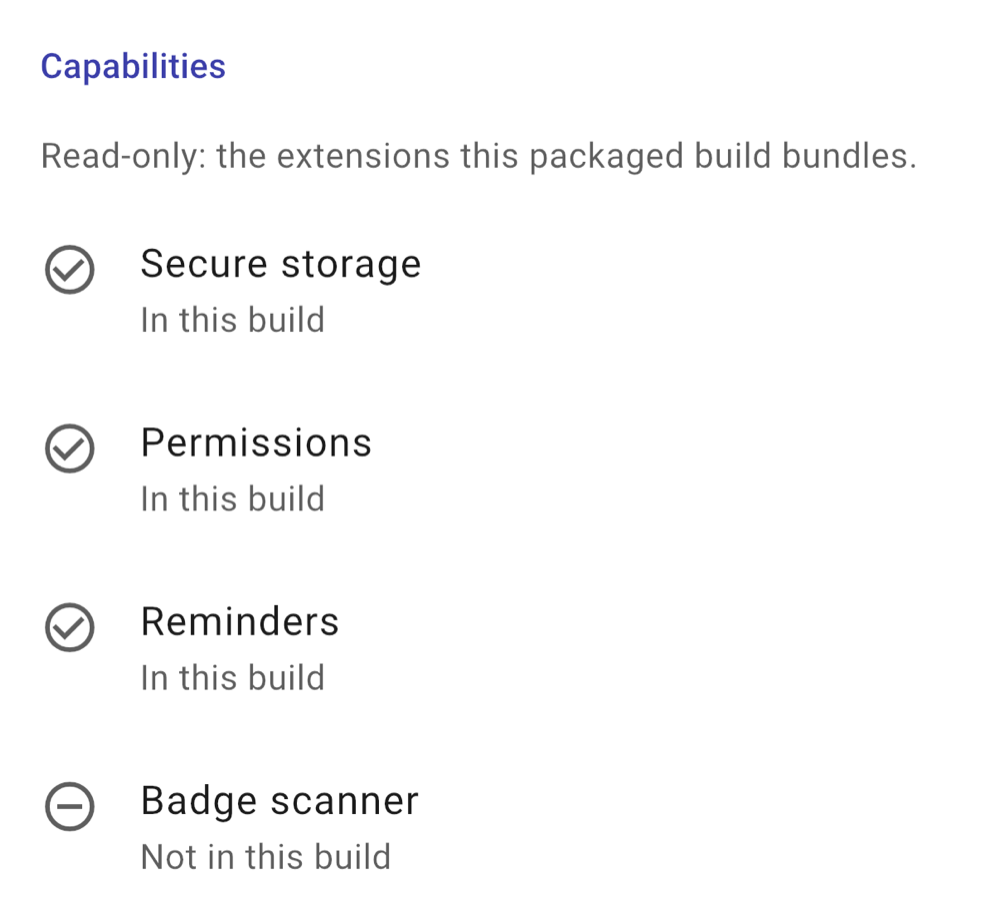 Capabilities
Read-only: the extensions this packaged build bundles.
Secure storage
In this build
Permissions
In this build
Reminders
In this build
Badge scanner
Not in this build